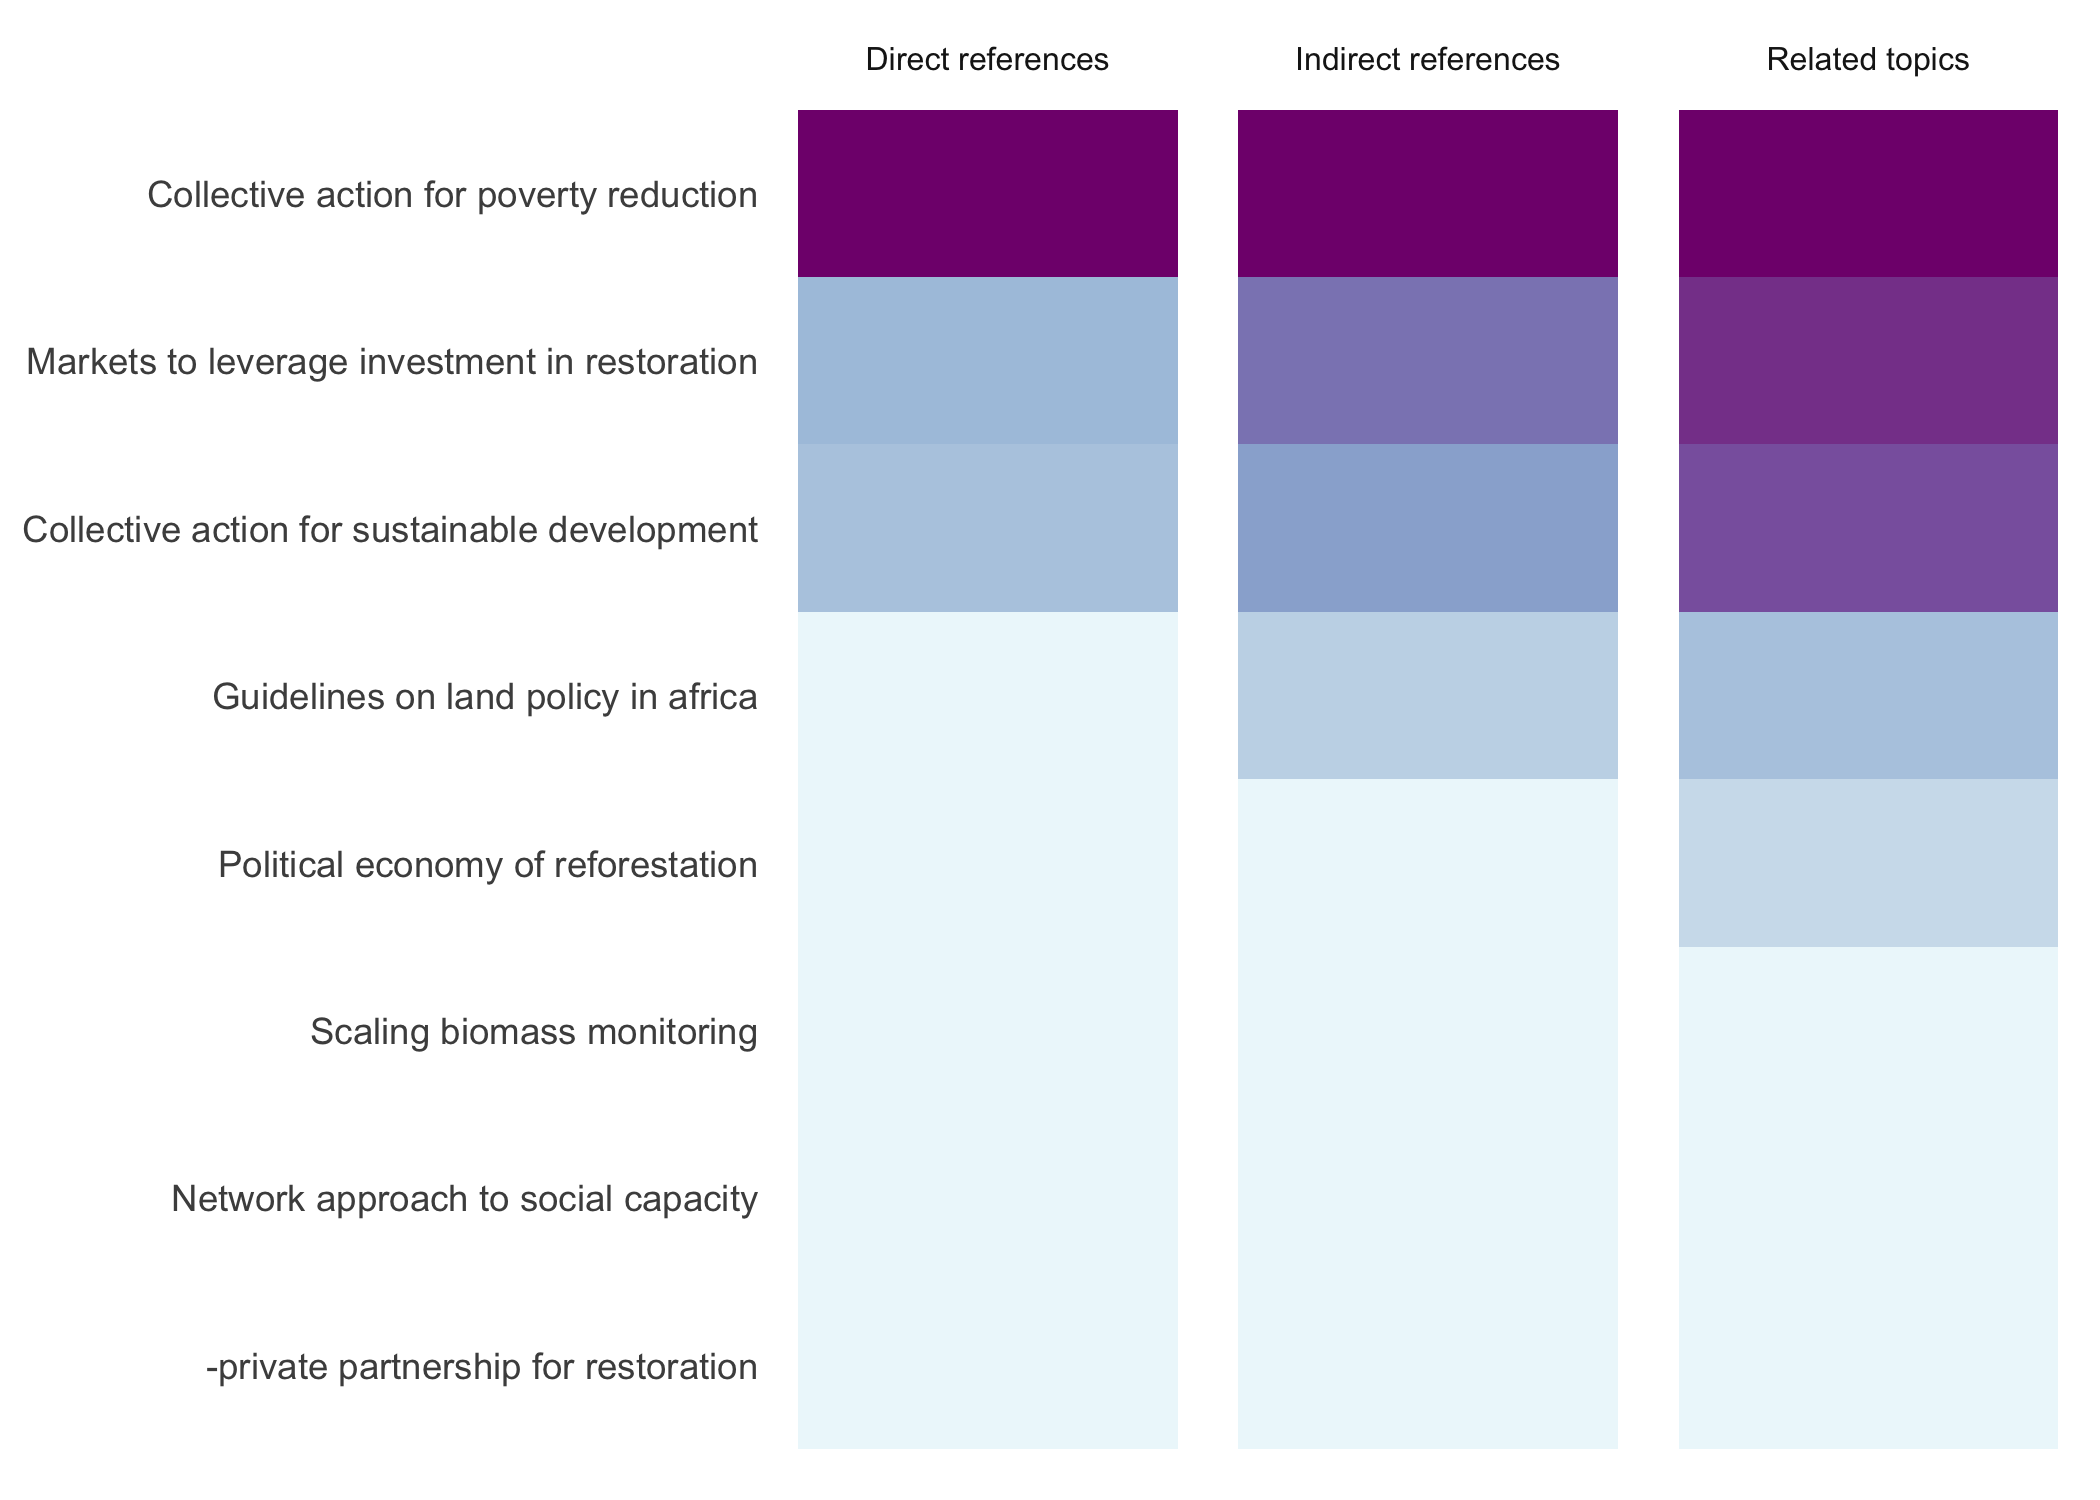 Direct references Indirect references Related topics
Collective action for poverty reduction
Markets to leverage investment in restoration
Collective action for sustainable development
Guidelines on land policy in africa
Political economy of reforestation
Scaling biomass monitoring
Network approach to social capacity
-private partnership for restoration